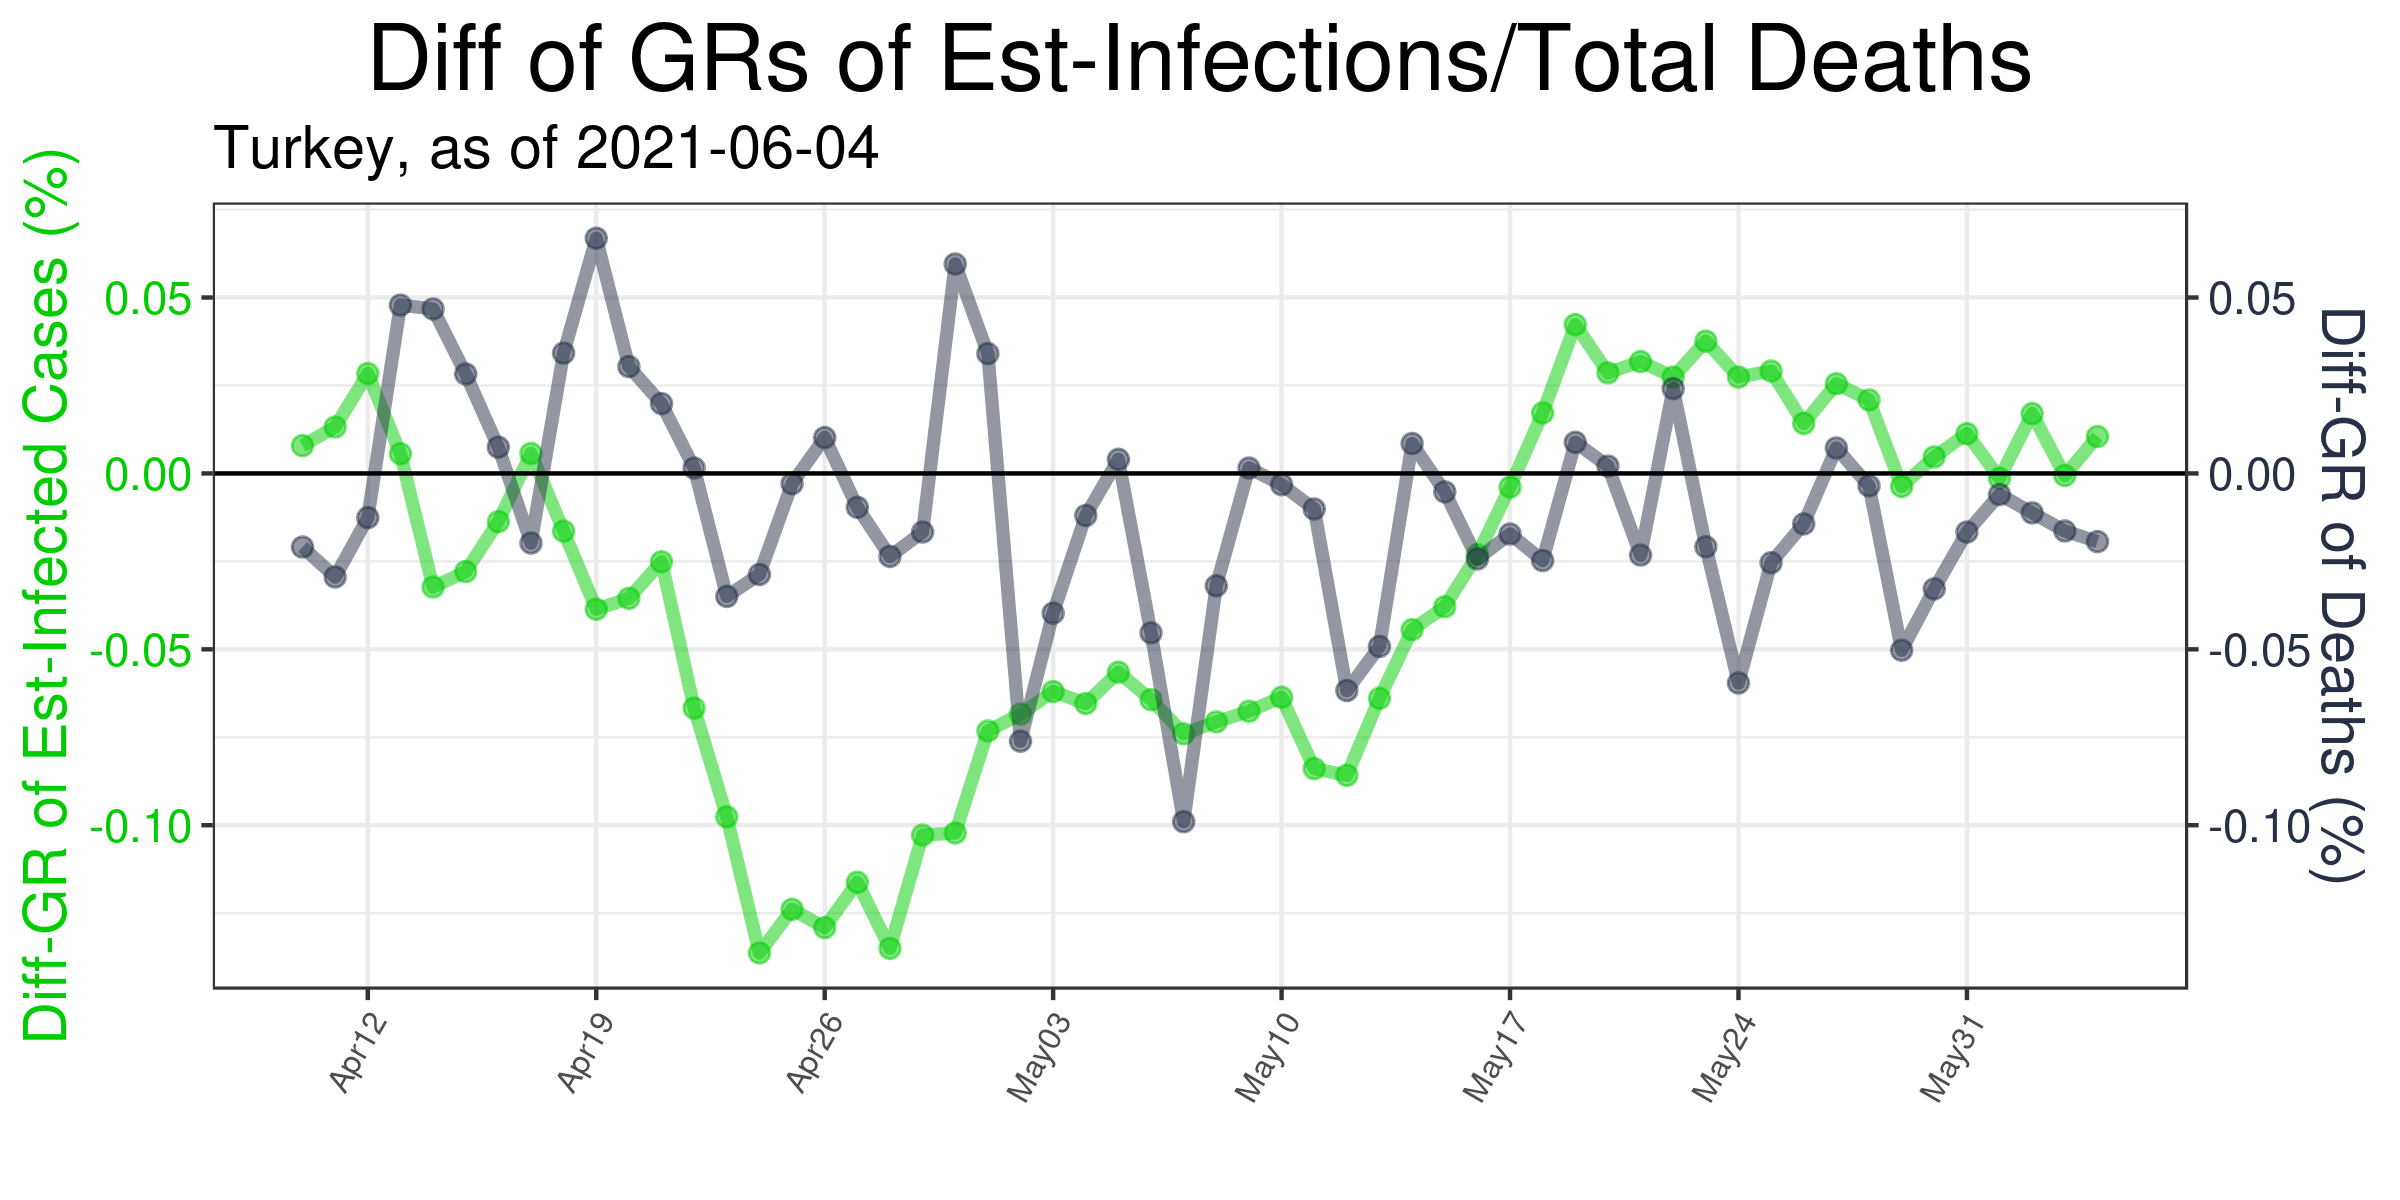 Diff of GRs of Est-Infections/Total Deaths
Turkey, as of 2021-06-04
Diff-GR of Est-Infected Cases (%)
0.05
0.00
-0.05
-0.10
0.05
0.00
-0.05
-0.10
Diff-GR of Deaths (%)
Apr12
Apr19
Apr26
May03
May10
May17
May24
May31